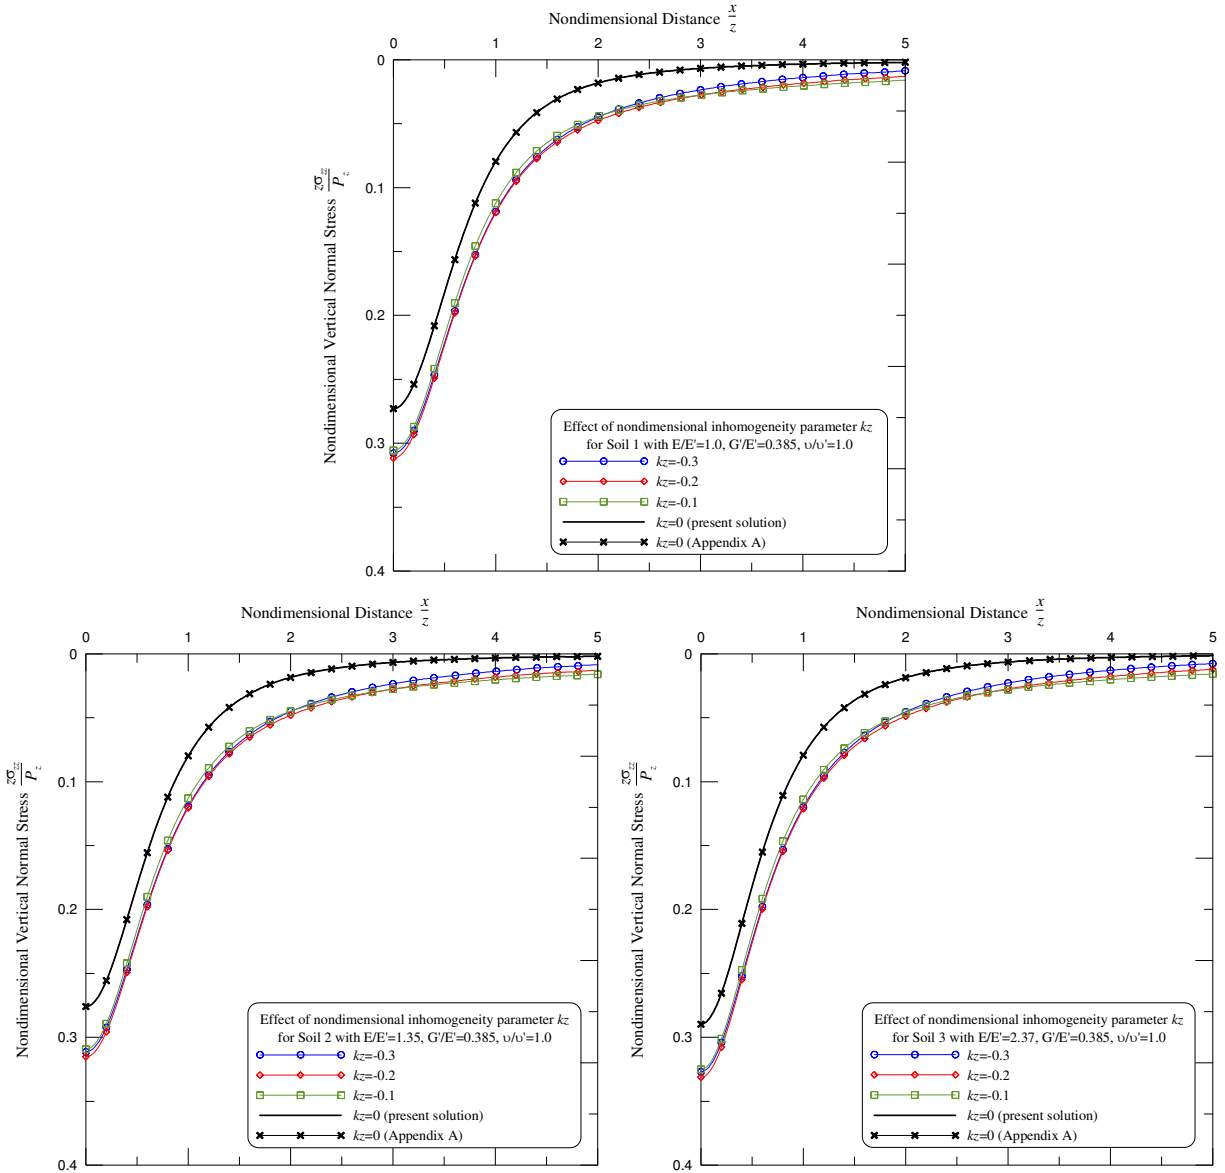 Nondimensional Distance x/z
0 1 2 3 4 5
0
0.1
0.2
0.3
0.4
Nondimensional Vertical Normal Stress zσzz/Pz
Effect of nondimensional inhomogeneity parameter kz
for Soil 1 with E/E'=1.0, G'/E'=0.385, υ/υ'=1.0
kz=-0.3
kz=-0.2
kz=-0.1
kz=0 (present solution)
kz=0 (Appendix A)
Nondimensional Distance x/z
0 1 2 3 4 5
0
0.1
0.2
0.3
0.4
Nondimensional Vertical Normal Stress zσzz/Pz
Effect of nondimensional inhomogeneity parameter kz
for Soil 2 with E/E'=1.35, G'/E'=0.385, υ/υ'=1.0
kz=-0.3
kz=-0.2
kz=-0.1
kz=0 (present solution)
kz=0 (Appendix A)
Nondimensional Distance x/z
0 1 2 3 4 5
0
0.1
0.2
0.3
0.4
Nondimensional Vertical Normal Stress zσzz/Pz
Effect of nondimensional inhomogeneity parameter kz
for Soil 3 with E/E'=2.37, G'/E'=0.385, υ/υ'=1.0
kz=-0.3
kz=-0.2
kz=-0.1
kz=0 (present solution)
kz=0 (Appendix A)